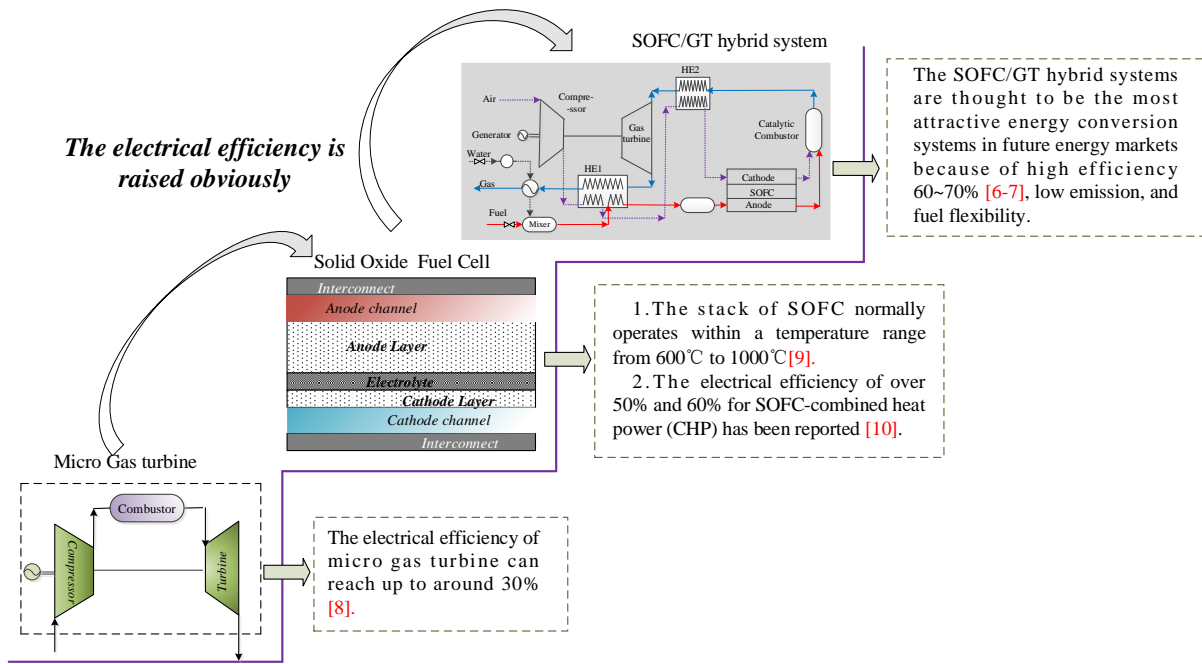 SOFC/GT hybrid system
HE2
Air
Compre-
-ssor
Gas
turbine
Generator
Catalytic
Combustor
Water
HE1
Gas
Cathode
SOFC
Anode
Fuel
Mixer
The SOFC/GT hybrid systems
are thought to be the most
attractive energy conversion
systems in future energy markets
because of high efficiency
60~70% [6-7], low emission, and
fuel flexibility.
The electrical efficiency is
raised obviously
Solid Oxide Fuel Cell
Interconnect
Anode channel
Anode Layer
Electrolyte
Cathode Layer
Cathode channel
Interconnect
1.The stack of SOFC normally
operates within a temperature range
from 600℃ to 1000℃[9].
2.The electrical efficiency of over
50% and 60% for SOFC-combined heat
power (CHP) has been reported [10].
Micro Gas turbine
Combustor
Compressor
Turbine
The electrical efficiency of
micro gas turbine can
reach up to around 30%
[8].